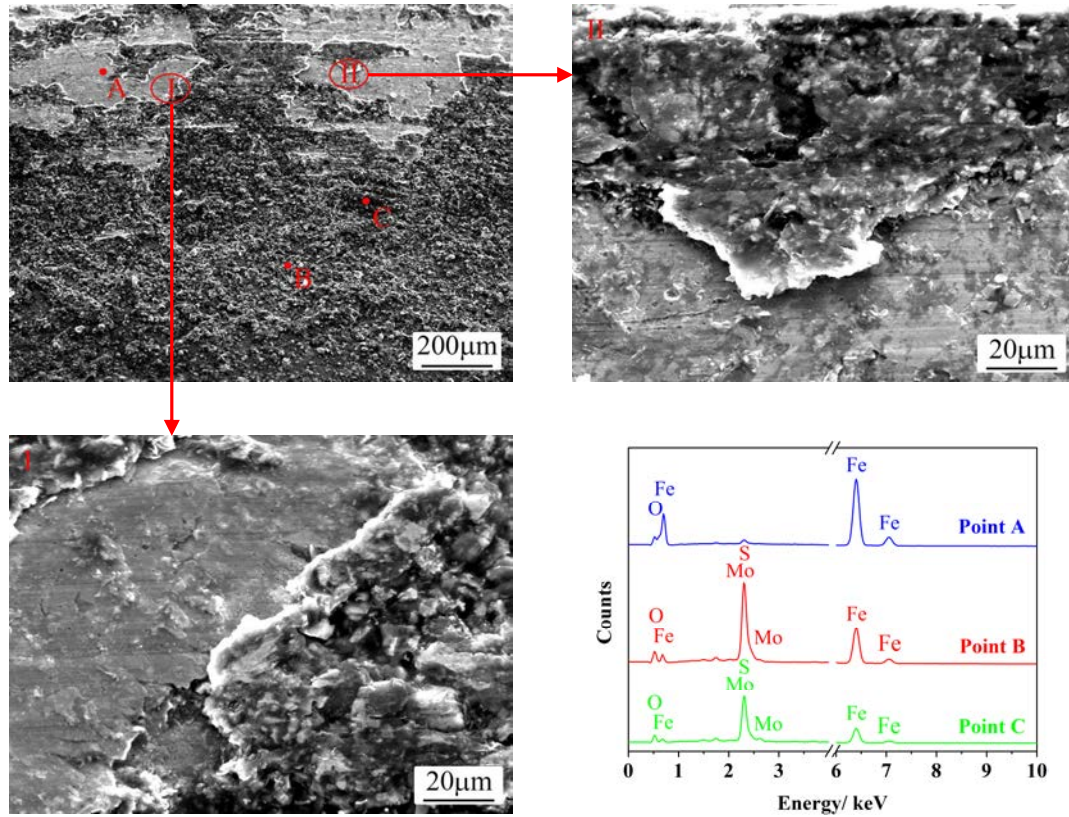 A
I
II
C
B
200μm
II
20μm
I
20μm
Fe
O
Fe
Fe
Point A
S
Mo
O
Fe
Mo
Fe
Fe
Point B
S
Mo
O
Fe
Mo
Fe
Fe
Point C
0 1 2 3 6 7 8 9 10
Counts
Energy/ keV